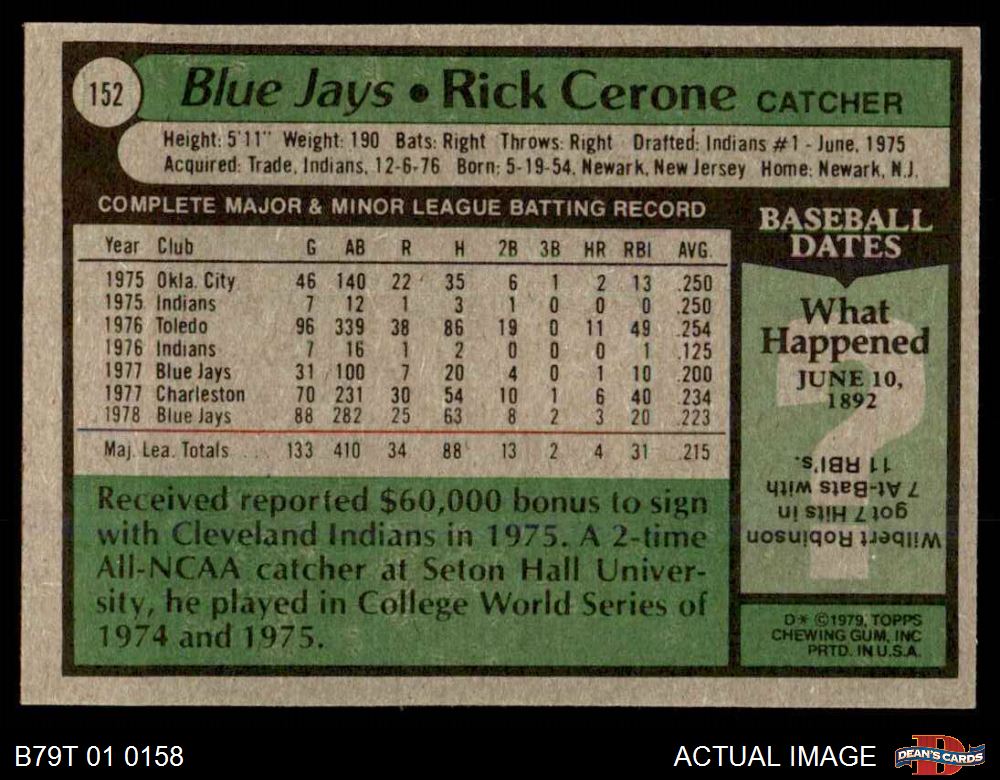 152
Blue Jays • Rick Cerone CATCHER
Height: 5'11" Weight: 190 Bats: Right Throws: Right Drafted: Indians #1 - June, 1975
Acquired: Trade, Indians, 12-6-76 Born: 5-19-54, Newark, New Jersey Home: Newark, N.J.
COMPLETE MAJOR & MINOR LEAGUE BATTING RECORD
Year Club G AB R H 2B 3B HR RBI AVG.
1975 Okla. City 46 140 22 35 6 1 2 13 .250
1975 Indians 7 12 1 3 1 0 0 0 .250
1976 Toledo 96 339 38 86 19 0 11 49 .254
1976 Indians 7 16 1 2 0 0 0 1 .125
1977 Blue Jays 31 100 7 20 4 0 1 10 .200
1977 Charleston 70 231 30 54 10 1 6 40 .234
1978 Blue Jays 88 282 25 63 8 2 3 20 .223
Maj. Lea. Totals ... 133 410 34 88 13 2 4 31 .215
Received reported $60,000 bonus to sign
with Cleveland Indians in 1975. A 2-time
All-NCAA catcher at Seton Hall Univer-
sity, he played in College World Series of
1974 and 1975.
BASEBALL
DATES
What
Happened
JUNE 10,
1892
?
Wilbert Robinson
got 7 Hits in
7 At-Bats with
11 RBI's.
D* ©1979, TOPPS
CHEWING GUM, INC
PRTD. IN U.S.A.
B79T 01 0158
ACTUAL IMAGE
D
DEAN'S CARDS